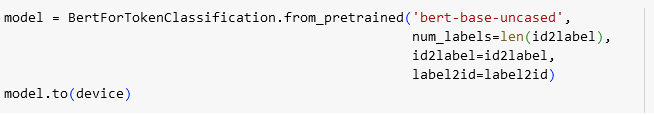 model = BertForTokenClassification.from_pretrained('bert-base-uncased',
num_labels=len(id2label),
id2label=id2label,
label2id=label2id)
model.to(device)